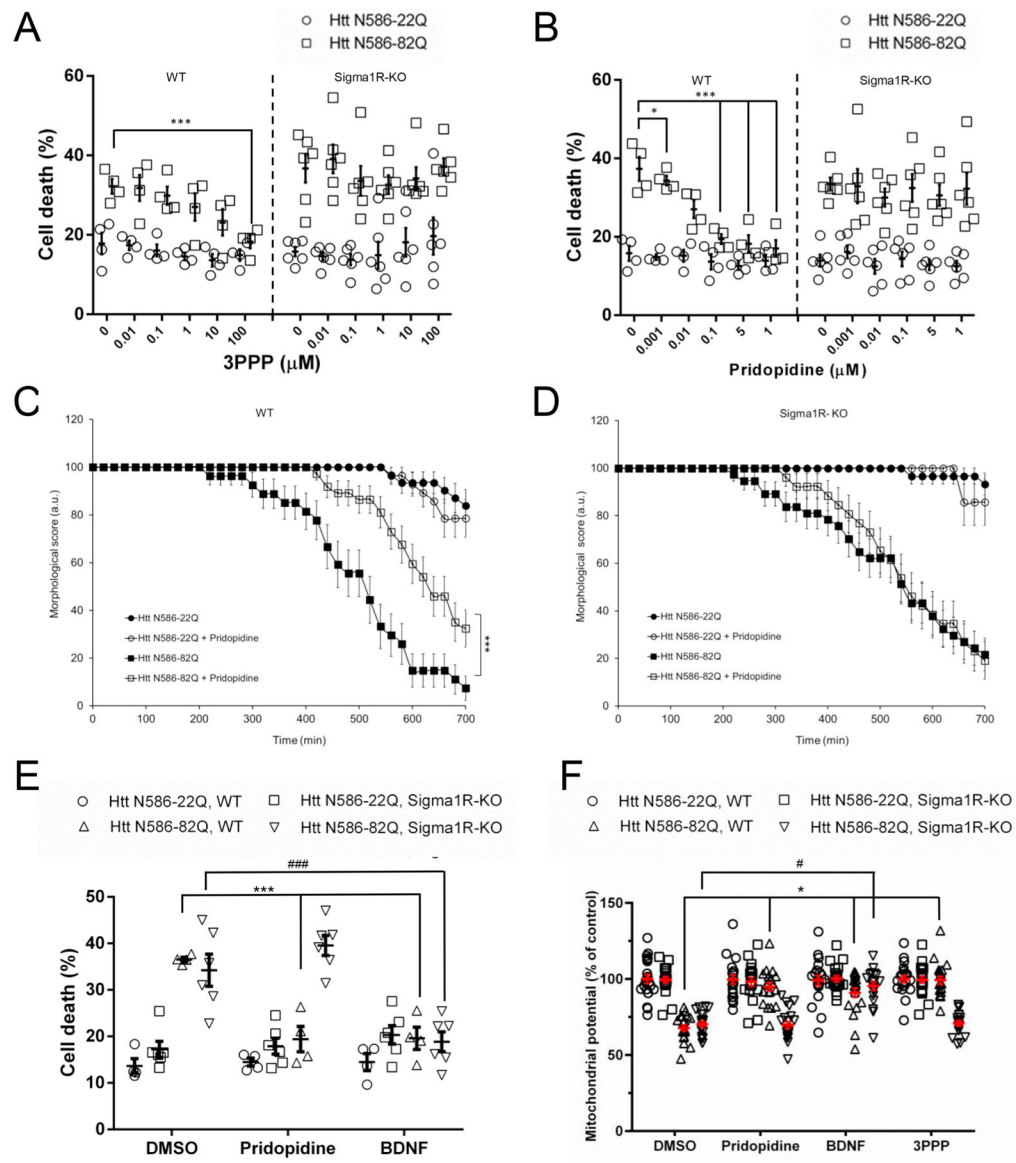 A
Htt N586-22Q
Htt N586-82Q
WT
Sigma1R-KO
***
Cell death (%)
60
40
20
0
0
0.01
0.1
1
10
100
0
0.01
0.1
1
10
100
3PPP (µM)
B
Htt N586-22Q
Htt N586-82Q
WT
Sigma1R-KO
***
*
Cell death (%)
60
40
20
0
0
0.001
0.01
0.1
5
1
0
0.001
0.01
0.1
5
1
Pridopidine (µM)
C
WT
Morphological score (a.u.)
120
100
80
60
40
20
0
Htt N586-22Q
Htt N586-22Q + Pridopidine
Htt N586-82Q
Htt N586-82Q + Pridopidine
***
0 100 200 300 400 500 600 700
Time (min)
D
Sigma1R- KO
Morphological score (a.u.)
120
100
80
60
40
20
0
Htt N586-22Q
Htt N586-22Q + Pridopidine
Htt N586-82Q
Htt N586-82Q + Pridopidine
0 100 200 300 400 500 600 700
Time (min)
E
Htt N586-22Q, WT Htt N586-22Q, Sigma1R-KO
Htt N586-82Q, WT Htt N586-82Q, Sigma1R-KO
###
***
Cell death (%)
50
40
30
20
10
0
DMSO Pridopidine BDNF
F
Htt N586-22Q, WT Htt N586-22Q, Sigma1R-KO
Htt N586-82Q, WT Htt N586-82Q, Sigma1R-KO
#
*
Mitochondrial potential (% of control)
150
100
50
0
DMSO Pridopidine BDNF 3PPP